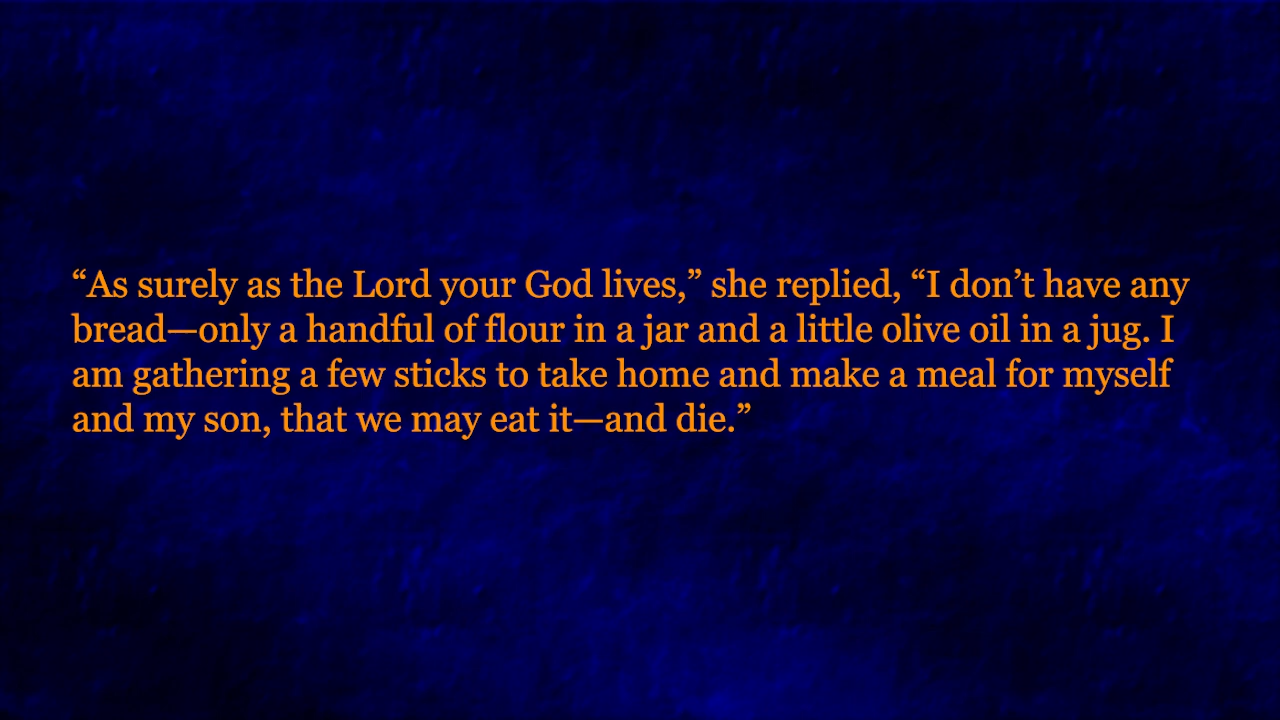 “As surely as the Lord your God lives,” she replied, “I don’t have any
bread—only a handful of flour in a jar and a little olive oil in a jug. I
am gathering a few sticks to take home and make a meal for myself
and my son, that we may eat it—and die.”